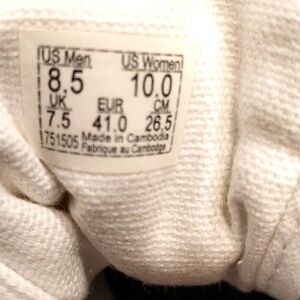 US Men US Women
8.5 10.0
UK EUR CM
7.5 41.0 26.5
751505 Made in Cambodia
Fabrique au Cambodge